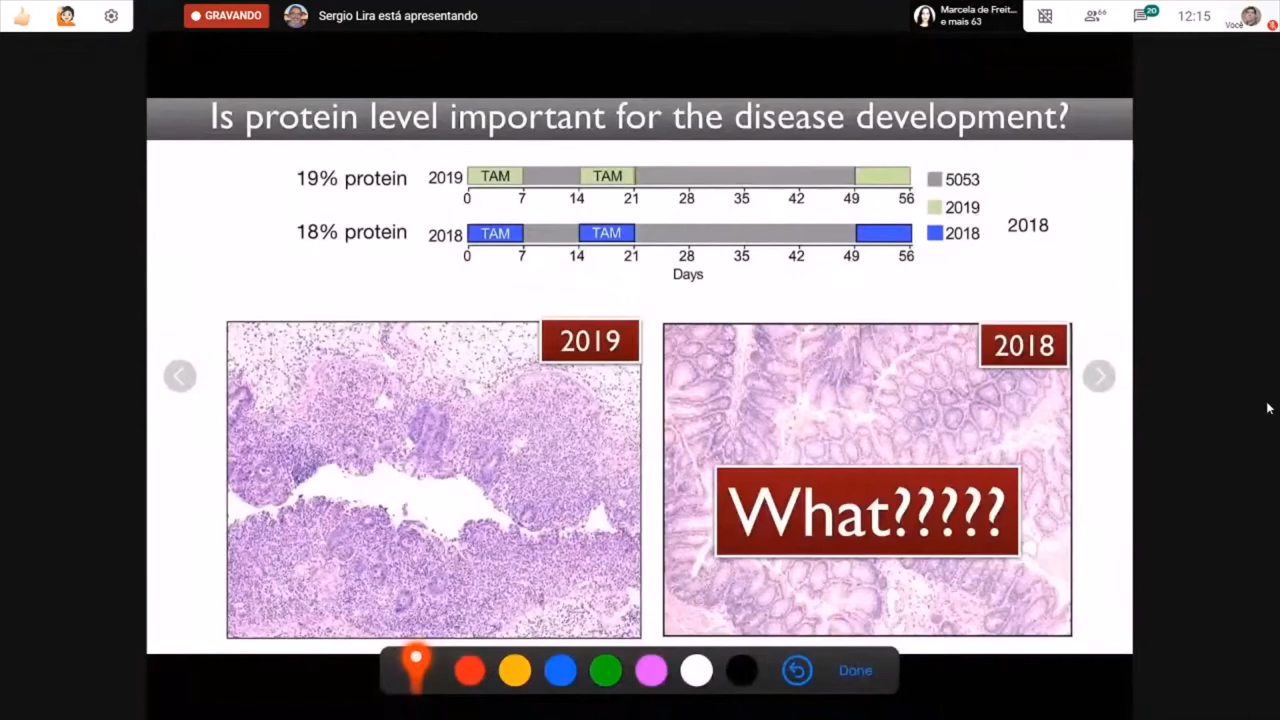 GRAVANDO
Sergio Lira está apresentando
Marcela de Freit...
e mais 63
66
20
12:15
Você
Is protein level important for the disease development?
19% protein 2019 TAM TAM
0 7 14 21 28 35 42 49 56
18% protein 2018 TAM TAM
0 7 14 21 28 35 42 49 56
Days
5053
2019
2018
2018
2019
2018
What?????
Done